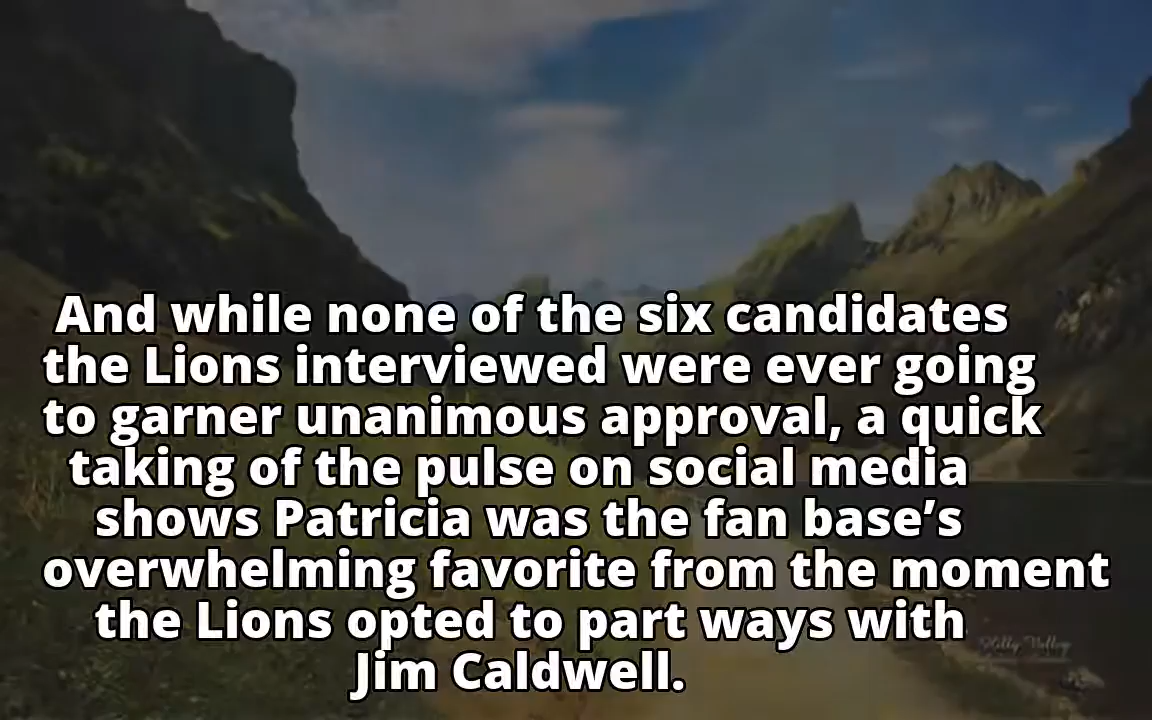 And while none of the six candidates
the Lions interviewed were ever going
to garner unanimous approval, a quick
taking of the pulse on social media
shows Patricia was the fan base’s
overwhelming favorite from the moment
the Lions opted to part ways with
Jim Caldwell.